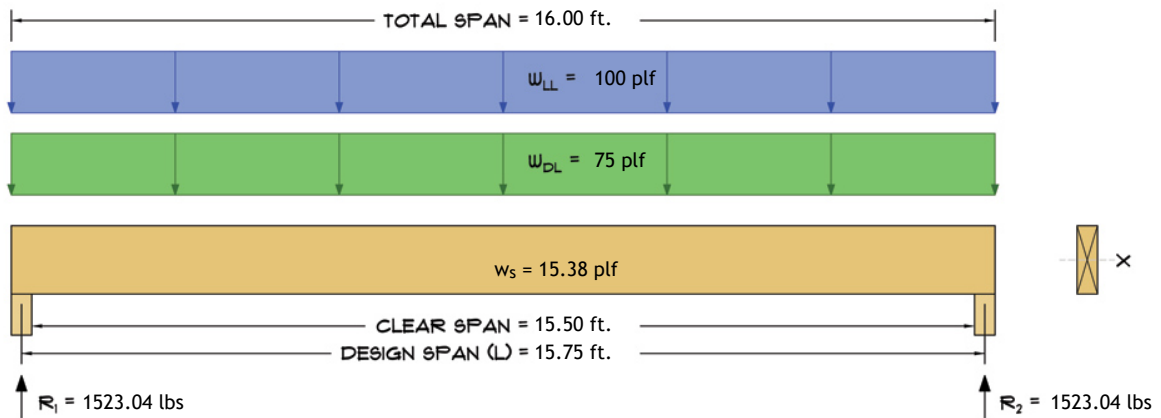 TOTAL SPAN = 16.00 ft.
wLL = 100 plf
wDL = 75 plf
ws = 15.38 plf
X
CLEAR SPAN = 15.50 ft.
DESIGN SPAN (L) = 15.75 ft.
R1 = 1523.04 lbs
R2 = 1523.04 lbs